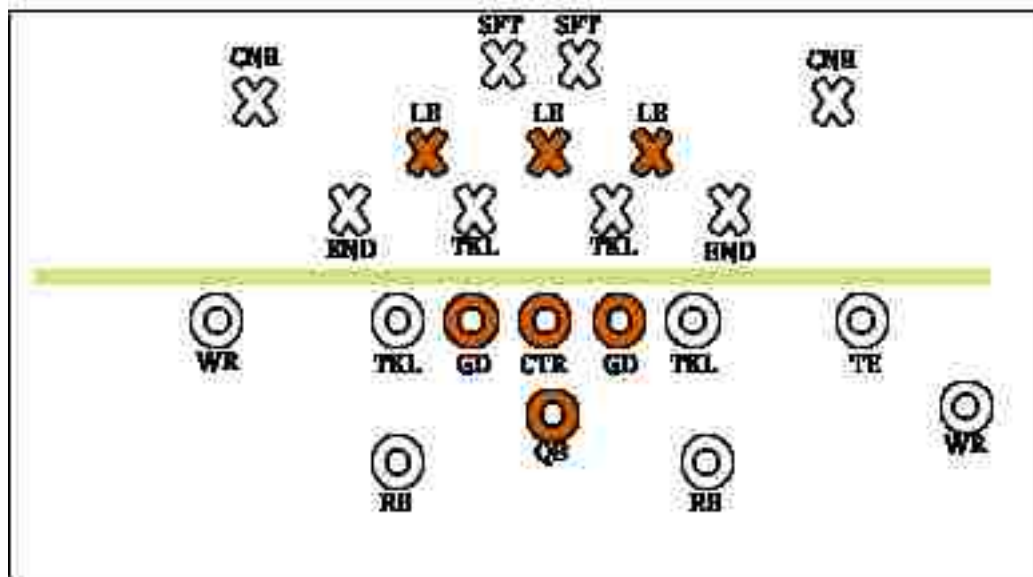 SFT SFT
CNB CNB
LB LB LB
END TKL TKL END
WR TKL GD CTR GD TKL TE
WR
QB
RB RB